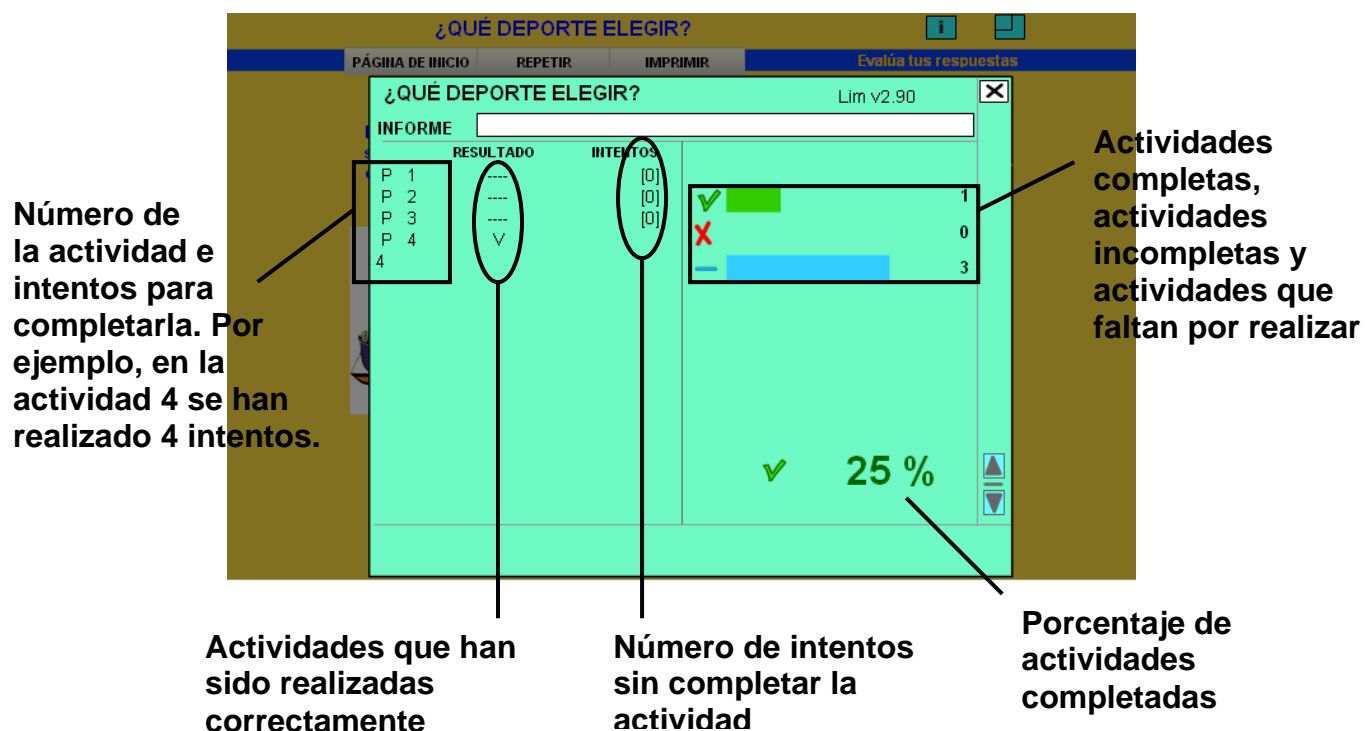 ¿QUÉ DEPORTE ELEGIR?
i
PÁGINA DE INICIO REPETIR IMPRIMIR Evalúa tus respuestas
¿QUÉ DEPORTE ELEGIR? Lim v2.90
INFORME
RESULTADO INTENTOS
P 1 ---- [0]
P 2 ---- [0]
P 3 ---- [0]
P 4 V
4
1
0
3
25 %
Número de
la actividad e
intentos para
completarla. Por
ejemplo, en la
actividad 4 se han
realizado 4 intentos.
Actividades
completas,
actividades
incompletas y
actividades que
faltan por realizar
Actividades que han
sido realizadas
correctamente
Número de intentos
sin completar la
actividad
Porcentaje de
actividades
completadas